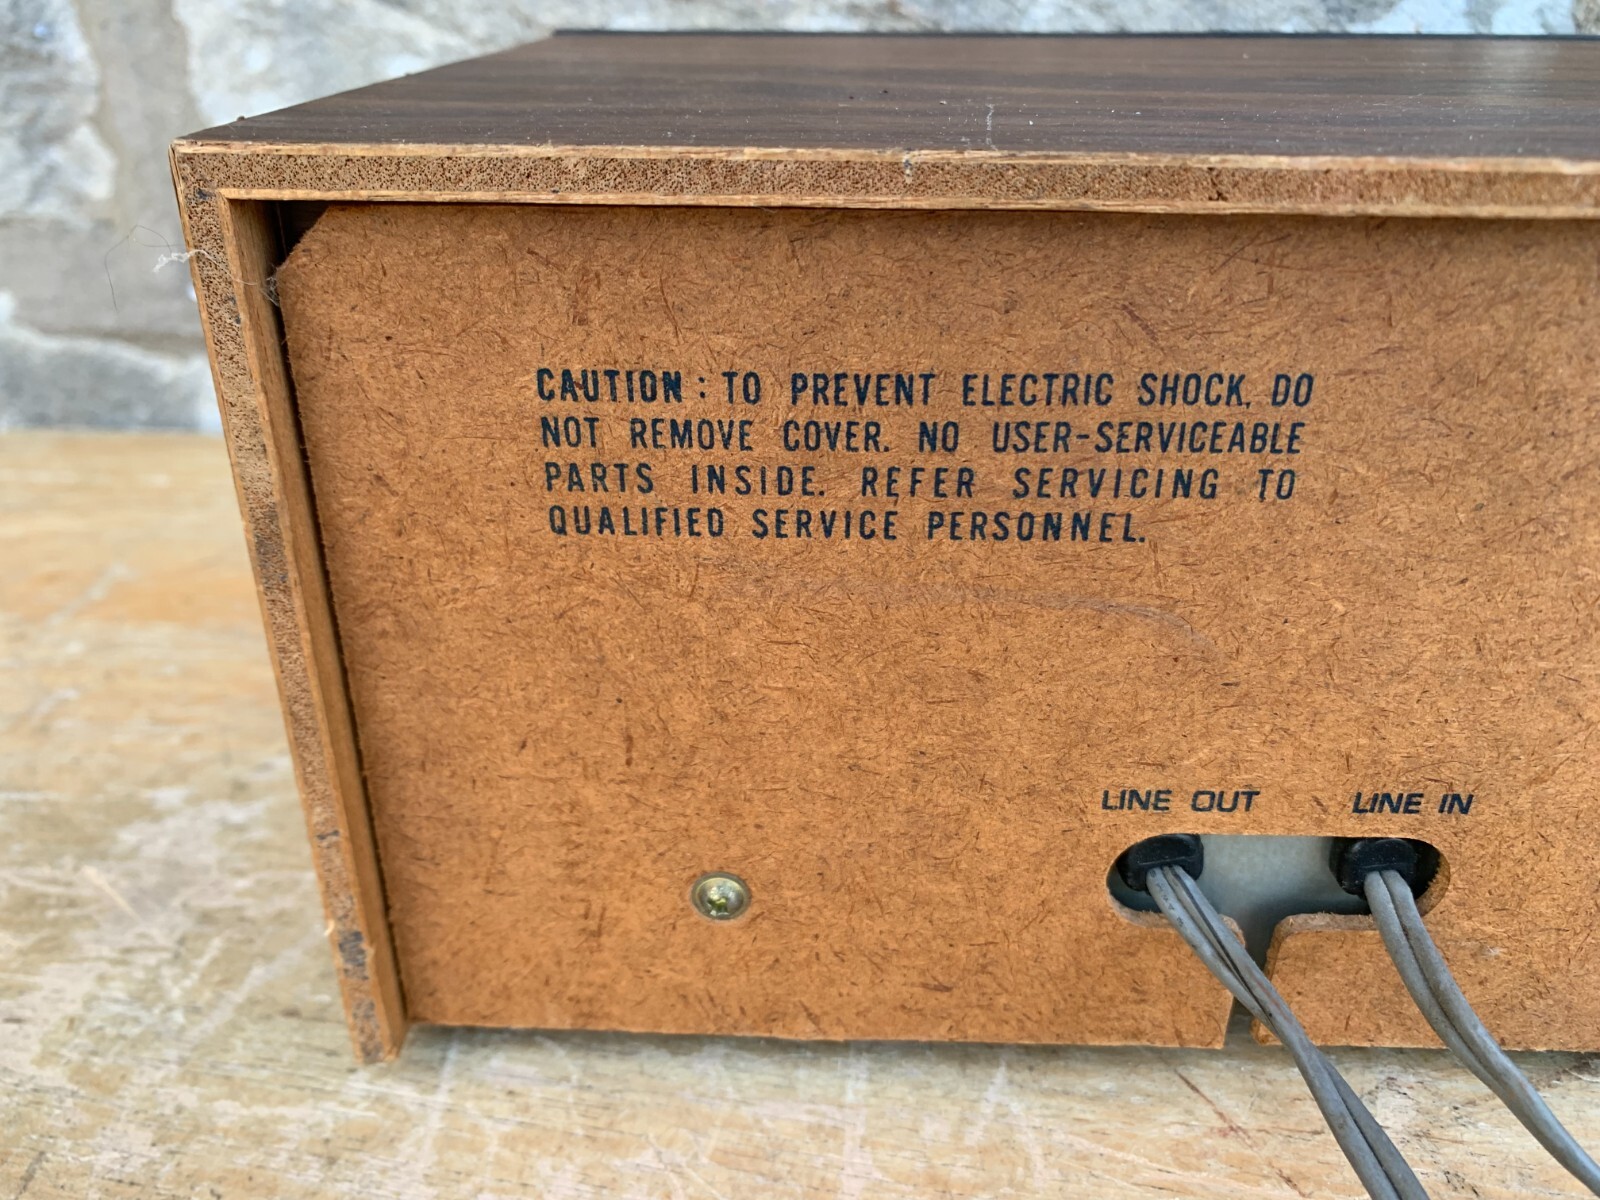 CAUTION : TO PREVENT ELECTRIC SHOCK, DO
NOT REMOVE COVER. NO USER-SERVICEABLE
PARTS INSIDE. REFER SERVICING TO
QUALIFIED SERVICE PERSONNEL.
LINE OUT
LINE IN